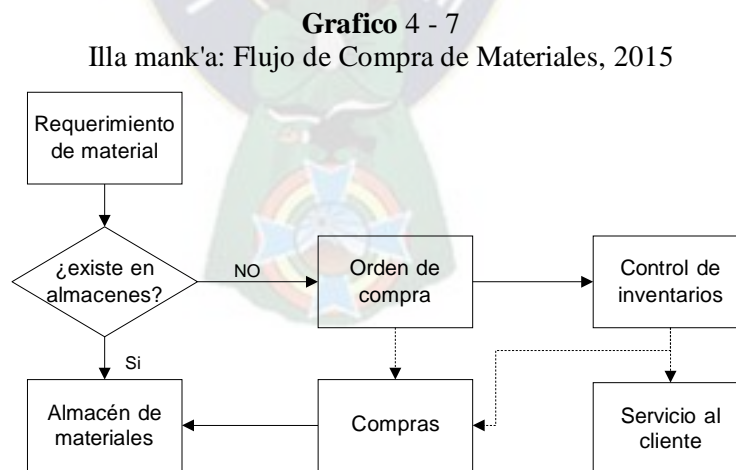 Grafico 4 - 7
Illa mank'a: Flujo de Compra de Materiales, 2015
Requerimiento
de material
¿existe en
almacenes?
NO
Orden de
compra
Control de
inventarios
Si
Almacén de
materiales
Compras
Servicio al
cliente